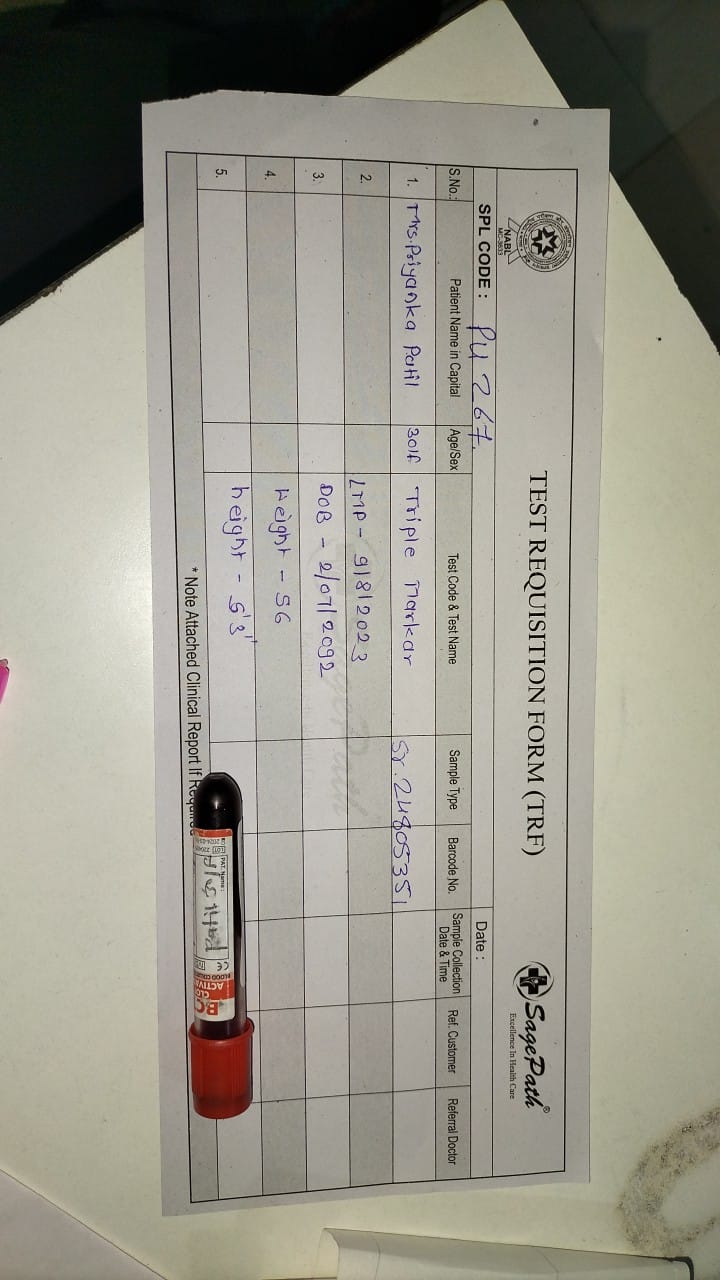 TEST REQUISITION FORM (TRF)
NABL
SagePath®
Excellence In Health Care
SPL CODE : PU 267.
Date :
S.No.: Patient Name in Capital Age/Sex Test Code & Test Name Sample Type Barcode No. Sample Collection Date & Time Ref. Customer Referral Doctor
1. Mrs. Priyanka Patil 30/F Triple Markar Sr. 24805351
2. LMP - 9/8/2023
3. DOB - 2/07/2092
4. Weight - 56
5. height - 5'3"
* Note Attached Clinical Report If Required
PAT. Name :